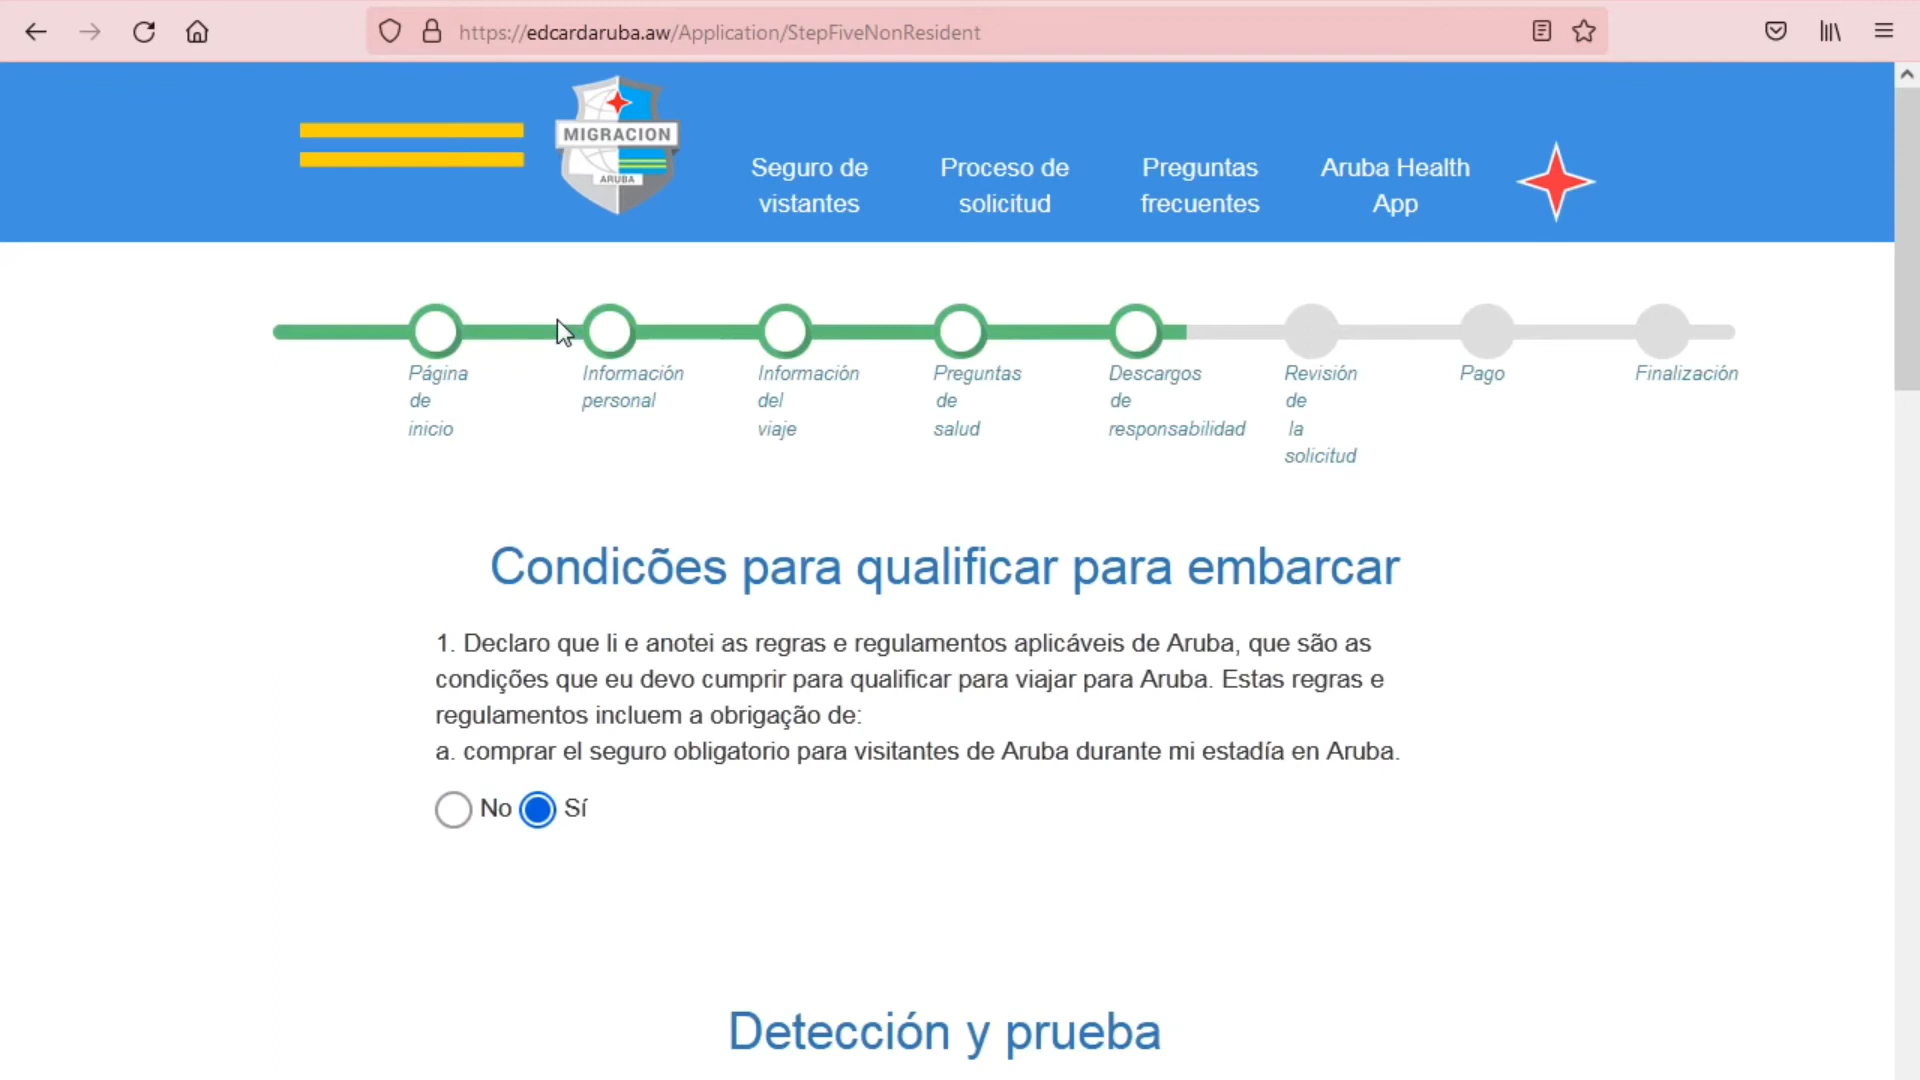 https://edcardaruba.aw/Application/StepFiveNonResident
MIGRACION
ARUBA
Seguro de
vistantes
Proceso de
solicitud
Preguntas
frecuentes
Aruba Health
App
Página
de
inicio
Información
personal
Información
del
viaje
Preguntas
de
salud
Descargos
de
responsabilidad
Revisión
de
la
solicitud
Pago
Finalización
Condicões para qualificar para embarcar
1. Declaro que li e anotei as regras e regulamentos aplicáveis de Aruba, que são as
condições que eu devo cumprir para qualificar para viajar para Aruba. Estas regras e
regulamentos incluem a obrigação de:
a. comprar el seguro obligatorio para visitantes de Aruba durante mi estadía en Aruba.
No Sí
Detección y prueba